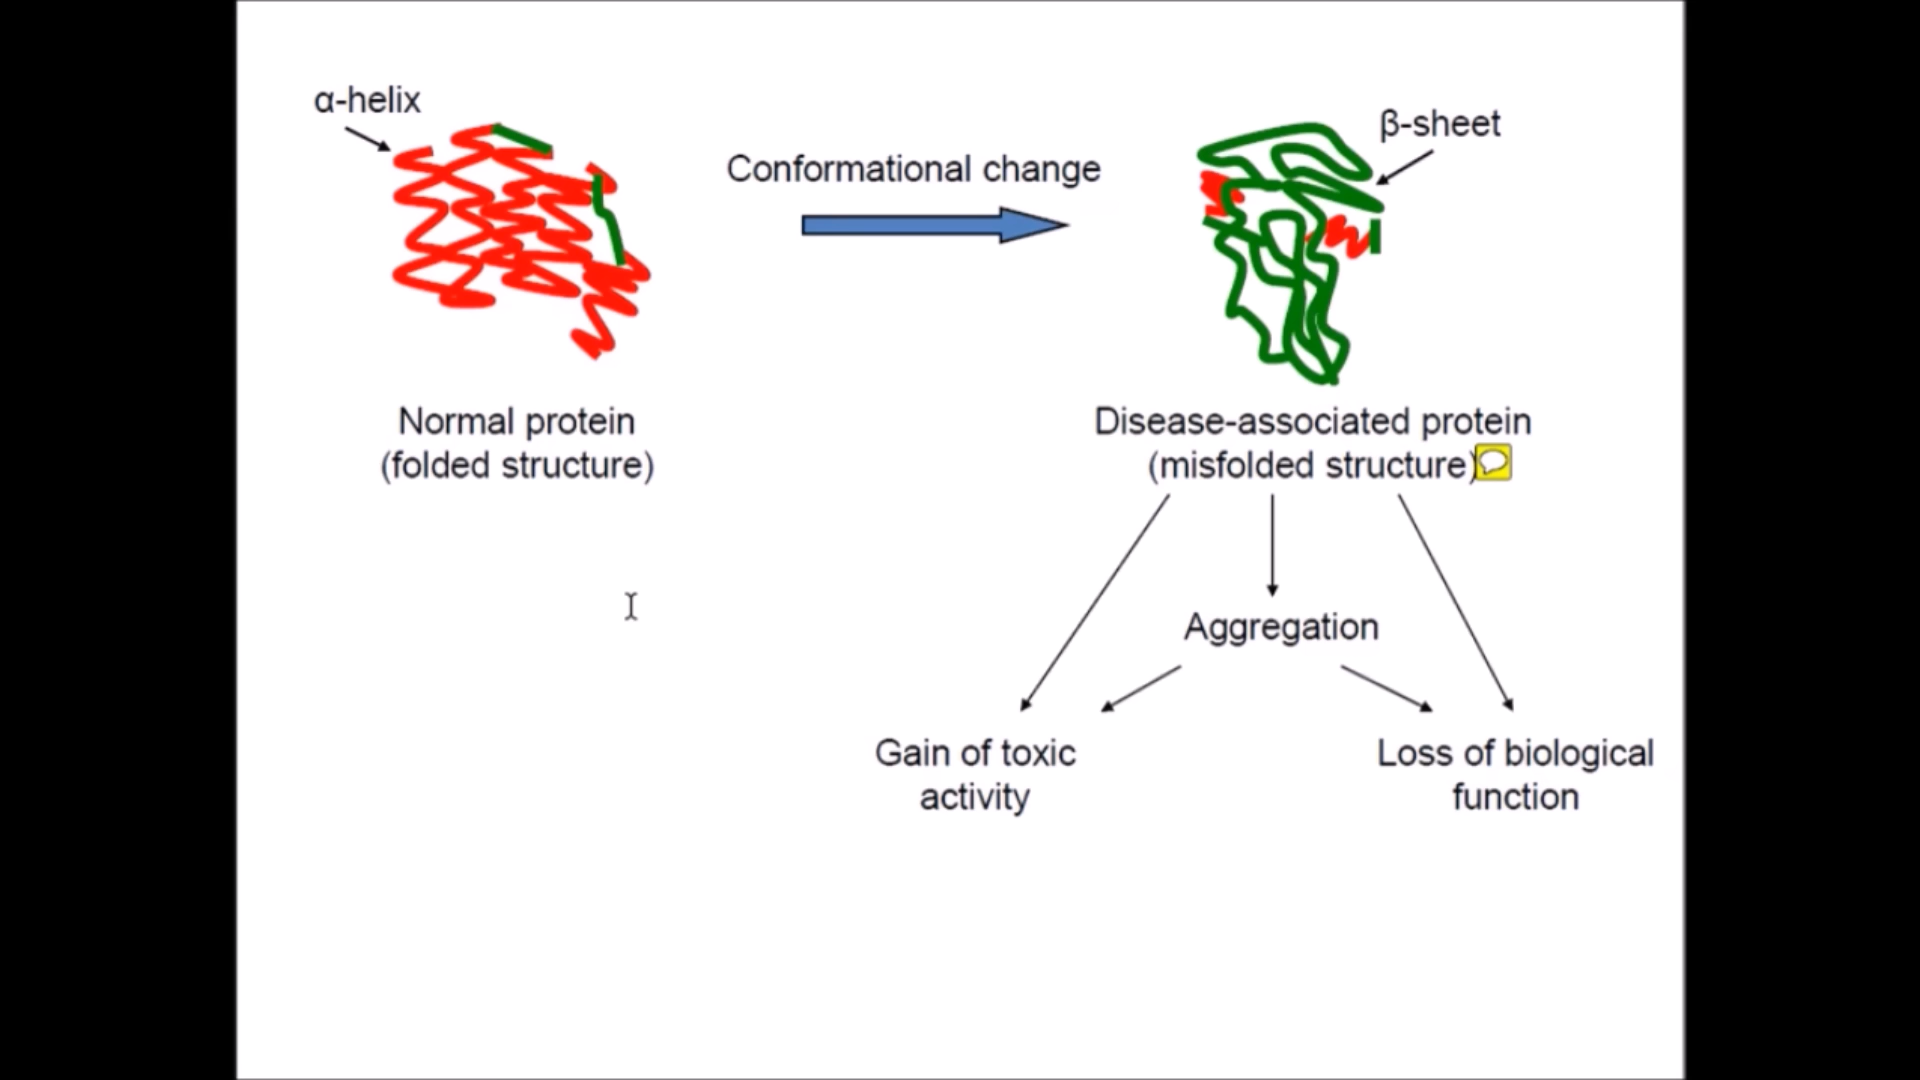 α-helix
Conformational change
β-sheet
Normal protein
(folded structure)
Disease-associated protein
(misfolded structure)
Aggregation
Gain of toxic
activity
Loss of biological
function